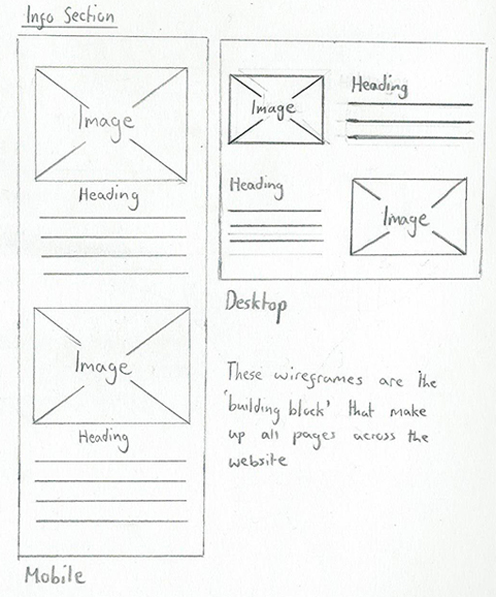 Info Section
Image
Heading
Image
Heading
Mobile
Image
Heading
Heading
Image
Desktop
These wireframes are the
'building block' that make
up all pages across the
website